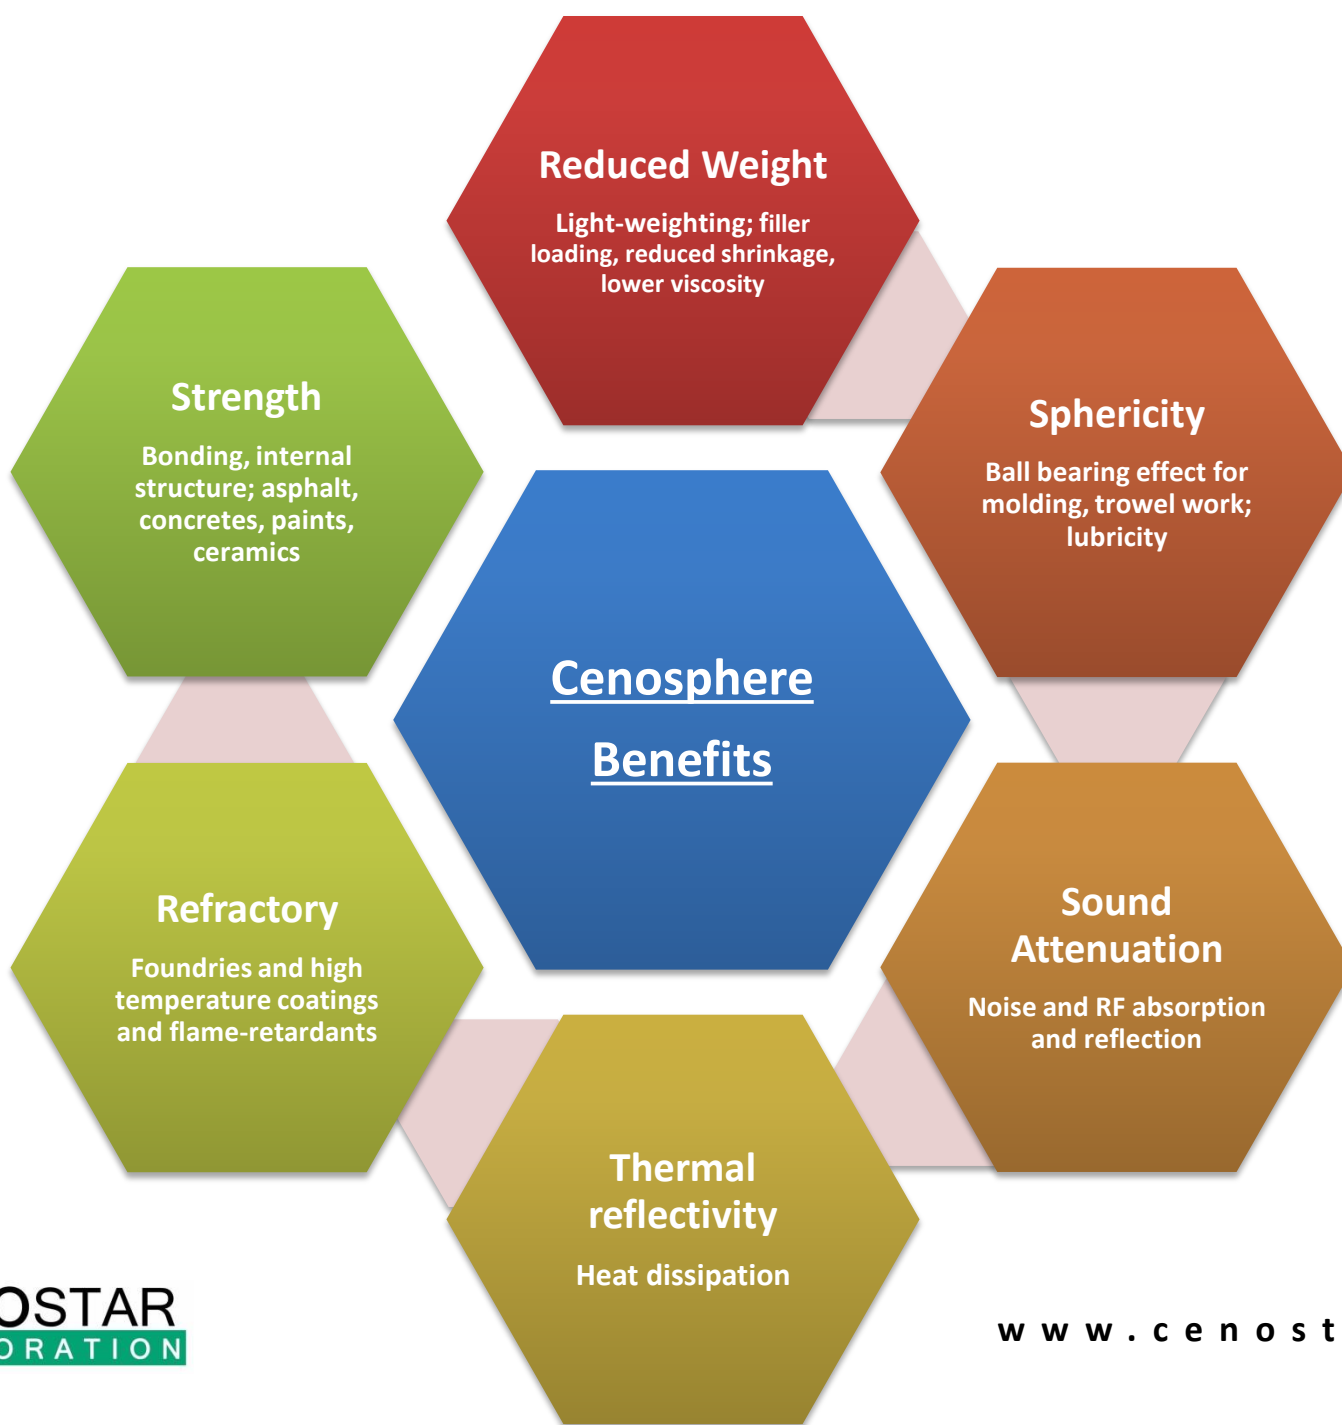 Reduced Weight
Light-weighting; filler
loading, reduced shrinkage,
lower viscosity
Strength
Bonding, internal
structure; asphalt,
concretes, paints,
ceramics
Sphericity
Ball bearing effect for
molding, trowel work;
lubricity
Cenosphere
Benefits
Refractory
Foundries and high
temperature coatings
and flame-retardants
Sound
Attenuation
Noise and RF absorption
and reflection
Thermal
reflectivity
Heat dissipation
OSTAR
ORATION
www.cenost